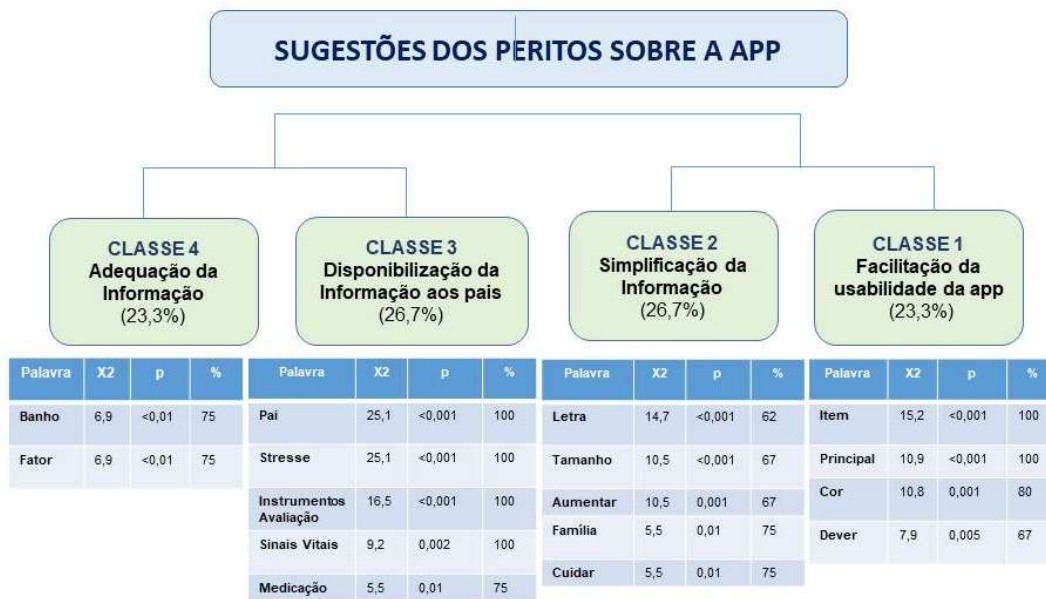 SUGESTÕES DOS PERITOS SOBRE A APP
CLASSE 4
Adequação da
Informação
(23,3%)
CLASSE 3
Disponibilização da
Informação aos pais
(26,7%)
CLASSE 2
Simplificação da
Informação
(26,7%)
CLASSE 1
Facilitação da
usabilidade da app
(23,3%)
Palavra X2 p %
Banho 6,9 <0,01 75
Fator 6,9 <0,01 75
Palavra X2 p %
Pai 25,1 <0,001 100
Stresse 25,1 <0,001 100
Instrumentos 16,5 <0,001 100
Avaliação
Sinais Vitais 9,2 0,002 100
Medicação 5,5 0,01 75
Palavra X2 p %
Letra 14,7 <0,001 62
Tamanho 10,5 <0,001 67
Aumentar 10,5 0,001 67
Família 5,5 0,01 75
Cuidar 5,5 0,01 75
Palavra X2 p %
Item 15,2 <0,001 100
Principal 10,9 <0,001 100
Cor 10,8 0,001 80
Dever 7,9 0,005 67